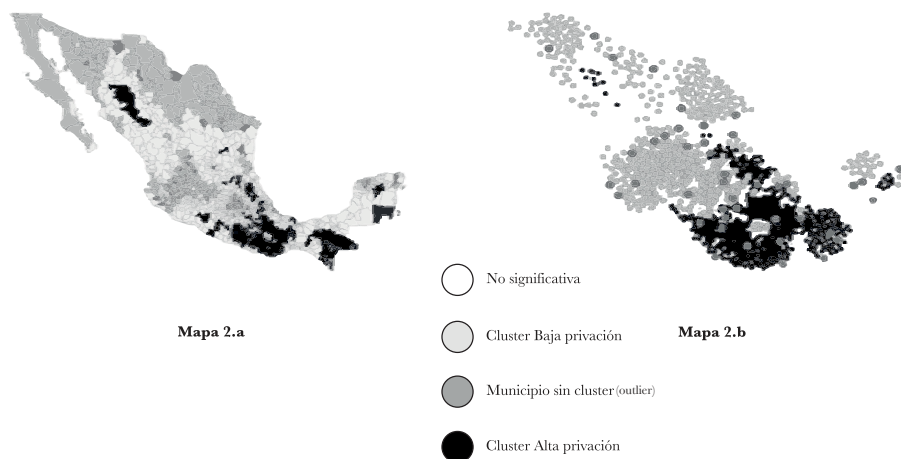 No significativa
Mapa 2.a
Cluster Baja privación
Mapa 2.b
Municipio sin cluster (outlier)
Cluster Alta privación